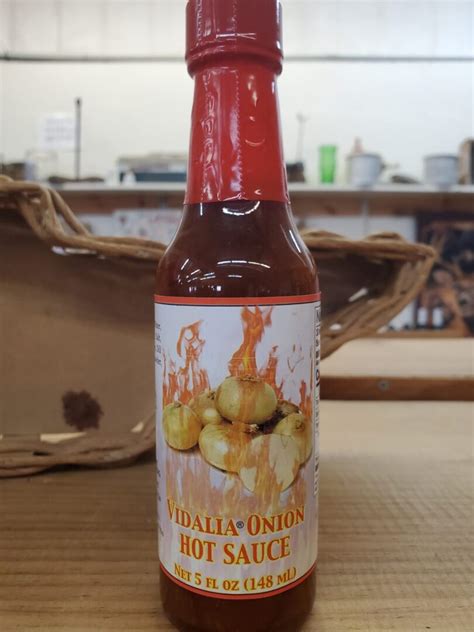 VIDALIA® ONION
HOT SAUCE
NET 5 FL OZ (148 ML)